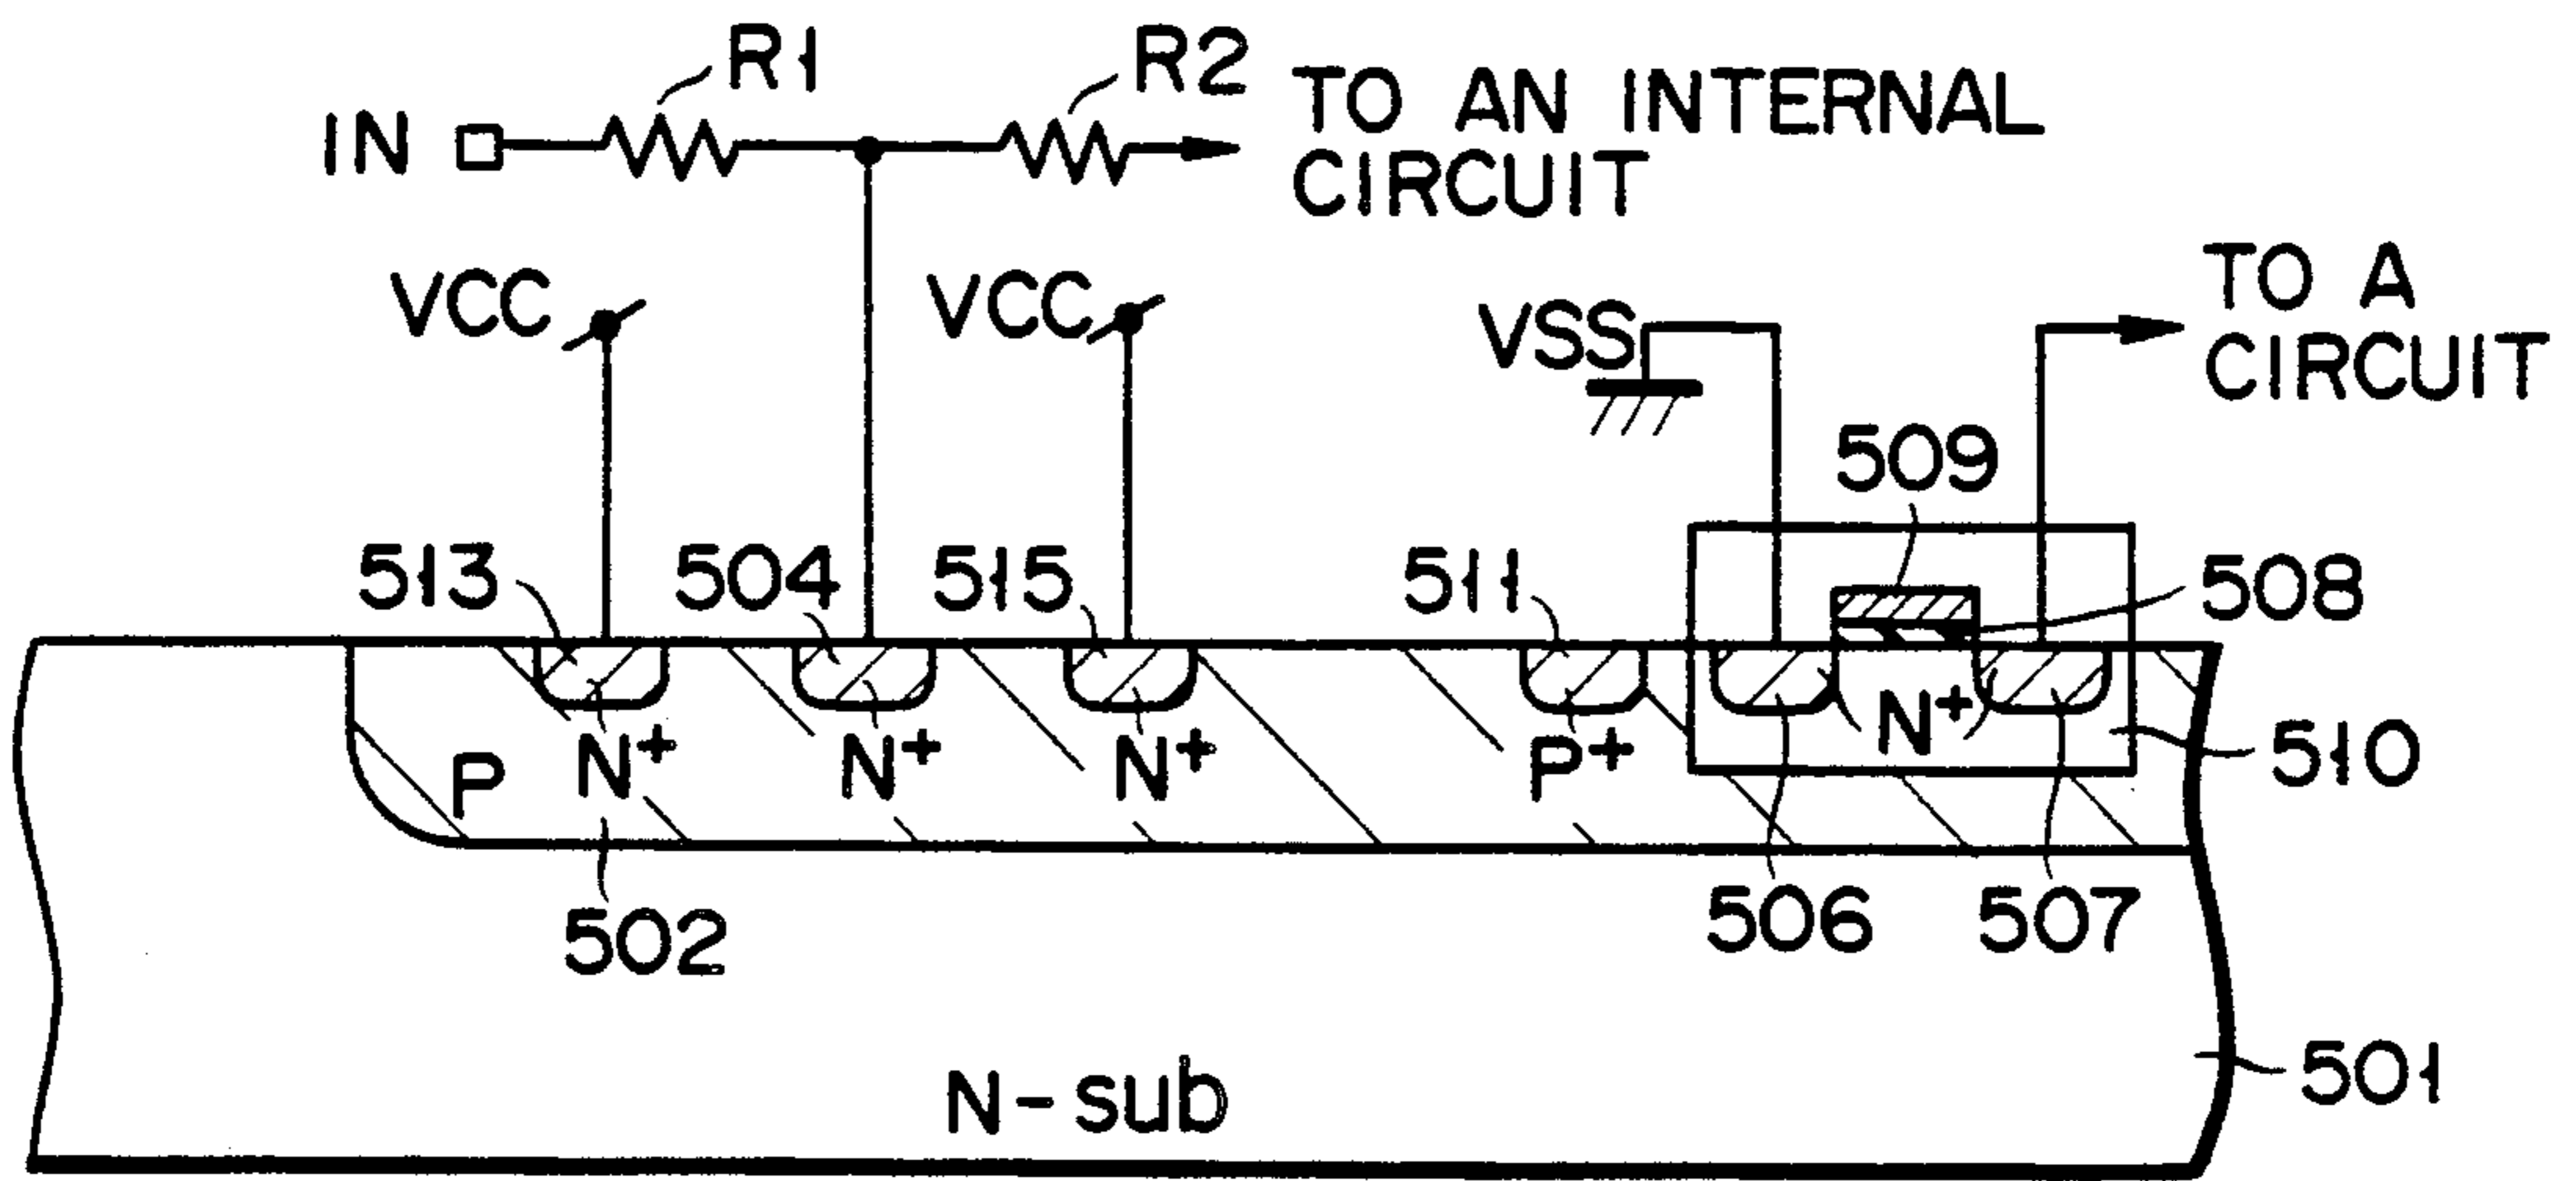 R1
R2
IN
TO AN INTERNAL
CIRCUIT
VCC
VCC
VSS
TO A
CIRCUIT
509
513
504
515
511
508
P
N+
N+
N+
P+
N+
510
502
506
507
N-sub
501